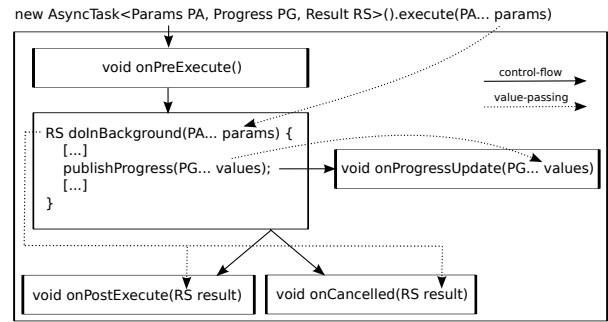 new AsyncTask<Params PA, Progress PG, Result RS>().execute(PA... params)
void onPreExecute()
control-flow
value-passing
RS doInBackground(PA... params) {
[...]
publishProgress(PG... values);
[...]
}
void onProgressUpdate(PG... values)
void onPostExecute(RS result)
void onCancelled(RS result)